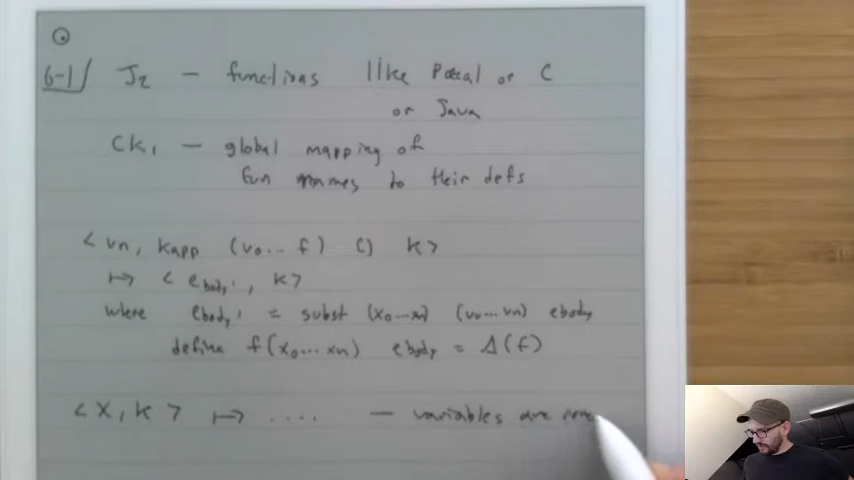 6-1/ J₂ — functions like Pascal or C
or Java
CK₁ — global mapping of
fun names to their defs
< vn, kapp (v₀... f) () k>
↦ < ebody', k>
where ebody' = subst (x₀...xn) (v₀...vn) ebody
define f(x₀...xn) ebody = Δ(f)
< X, k > ↦ .... — variables are